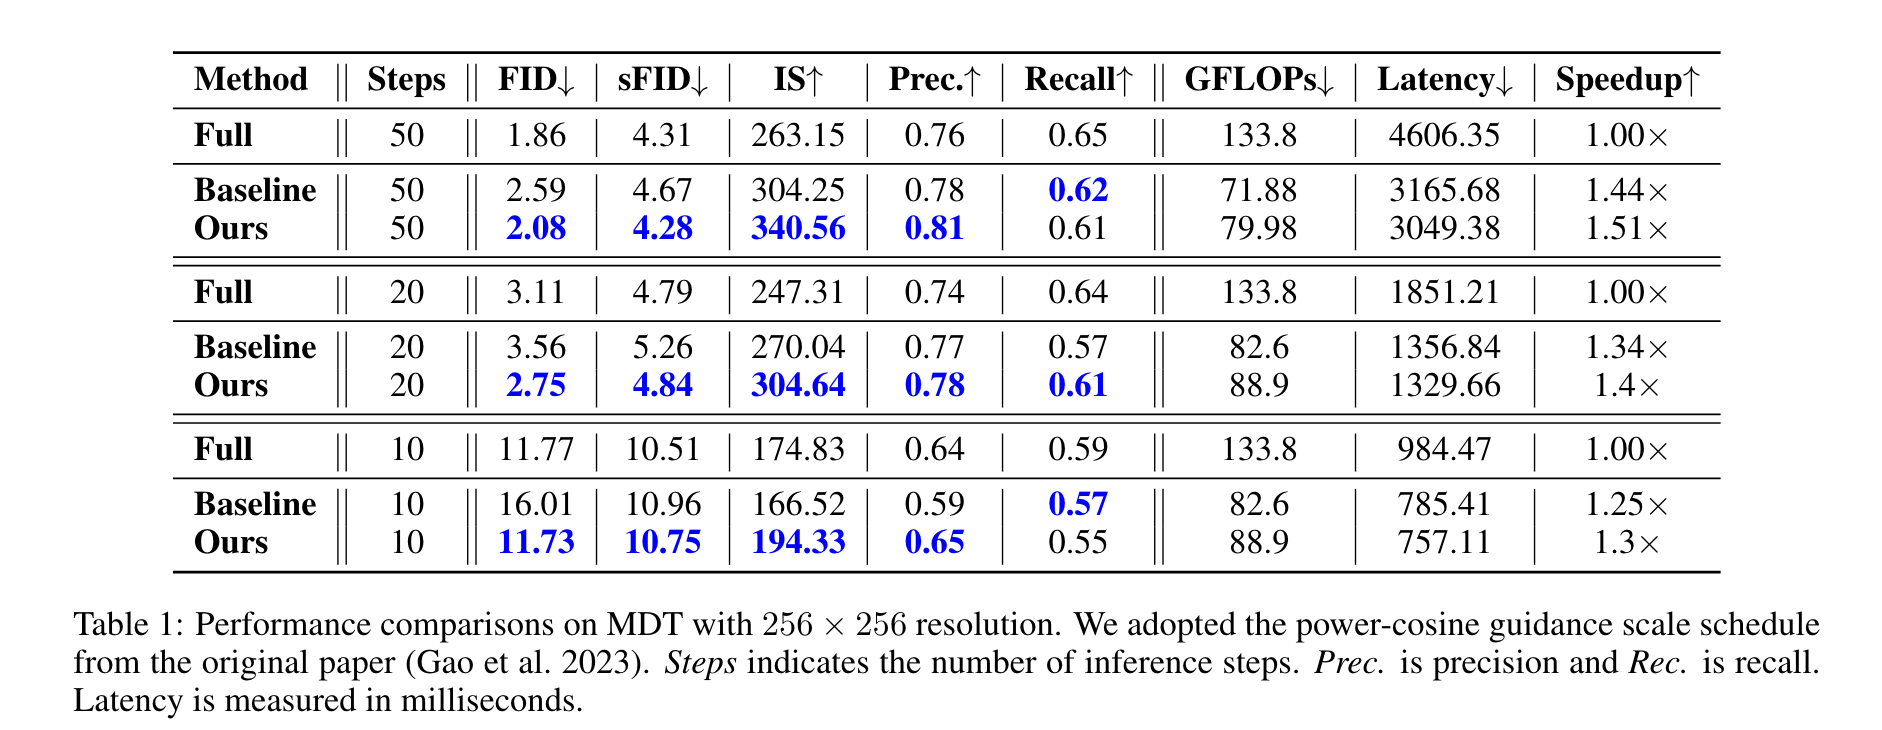 Method Steps FID↓ sFID↓ IS↑ Prec.↑ Recall↑ GFLOPs↓ Latency↓ Speedup↑
Full 50 1.86 4.31 263.15 0.76 0.65 133.8 4606.35 1.00×
Baseline 50 2.59 4.67 304.25 0.78 0.62 71.88 3165.68 1.44×
Ours 50 2.08 4.28 340.56 0.81 0.61 79.98 3049.38 1.51×
Full 20 3.11 4.79 247.31 0.74 0.64 133.8 1851.21 1.00×
Baseline 20 3.56 5.26 270.04 0.77 0.57 82.6 1356.84 1.34×
Ours 20 2.75 4.84 304.64 0.78 0.61 88.9 1329.66 1.4×
Full 10 11.77 10.51 174.83 0.64 0.59 133.8 984.47 1.00×
Baseline 10 16.01 10.96 166.52 0.59 0.57 82.6 785.41 1.25×
Ours 10 11.73 10.75 194.33 0.65 0.55 88.9 757.11 1.3×
Table 1: Performance comparisons on MDT with 256 × 256 resolution. We adopted the power-cosine guidance scale schedule
from the original paper (Gao et al. 2023). Steps indicates the number of inference steps. Prec. is precision and Rec. is recall.
Latency is measured in milliseconds.